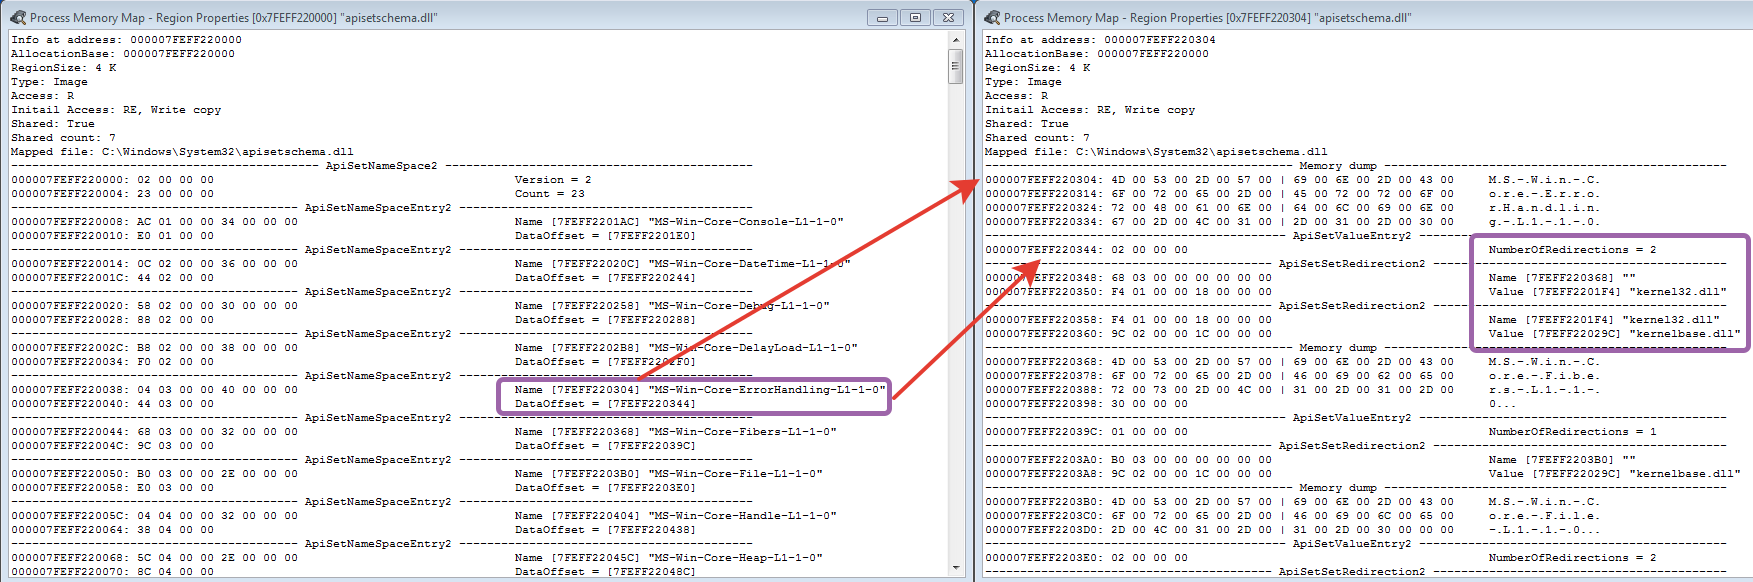 Process Memory Map - Region Properties [0x7FEFF220000] "apisetschema.dll"
Info at address: 000007FEFF220000
AllocationBase: 000007FEFF220000
RegionSize: 4 K
Type: Image
Access: R
Initail Access: RE, Write copy
Shared: True
Shared count: 7
Mapped file: C:\Windows\System32\apisetschema.dll
ApiSetNameSpace2
000007FEFF220000: 02 00 00 00 Version = 2
000007FEFF220004: 23 00 00 00 Count = 23
ApiSetNameSpaceEntry2
000007FEFF220008: AC 01 00 00 34 00 00 00 Name [7FEFF2201AC] "MS-Win-Core-Console-L1-1-0"
000007FEFF220010: E0 01 00 00 DataOffset = [7FEFF2201E0]
ApiSetNameSpaceEntry2
000007FEFF220014: 0C 02 00 00 36 00 00 00 Name [7FEFF22020C] "MS-Win-Core-DateTime-L1-1-0"
000007FEFF22001C: 44 02 00 00 DataOffset = [7FEFF220244]
ApiSetNameSpaceEntry2
000007FEFF220020: 58 02 00 00 30 00 00 00 Name [7FEFF220258] "MS-Win-Core-Debug-L1-1-0"
000007FEFF220028: 88 02 00 00 DataOffset = [7FEFF220288]
ApiSetNameSpaceEntry2
000007FEFF22002C: B8 02 00 00 38 00 00 00 Name [7FEFF2202B8] "MS-Win-Core-DelayLoad-L1-1-0"
000007FEFF220034: F0 02 00 00 DataOffset = [7FEFF2202F0]
ApiSetNameSpaceEntry2
000007FEFF220038: 04 03 00 00 40 00 00 00 Name [7FEFF220304] "MS-Win-Core-ErrorHandling-L1-1-0"
000007FEFF220040: 44 03 00 00 DataOffset = [7FEFF220344]
ApiSetNameSpaceEntry2
000007FEFF220044: 68 03 00 00 32 00 00 00 Name [7FEFF220368] "MS-Win-Core-Fibers-L1-1-0"
000007FEFF22004C: 9C 03 00 00 DataOffset = [7FEFF22039C]
ApiSetNameSpaceEntry2
000007FEFF220050: B0 03 00 00 2E 00 00 00 Name [7FEFF2203B0] "MS-Win-Core-File-L1-1-0"
000007FEFF220058: E0 03 00 00 DataOffset = [7FEFF2203E0]
ApiSetNameSpaceEntry2
000007FEFF22005C: 04 04 00 00 32 00 00 00 Name [7FEFF220404] "MS-Win-Core-Handle-L1-1-0"
000007FEFF220064: 38 04 00 00 DataOffset = [7FEFF220438]
ApiSetNameSpaceEntry2
000007FEFF220068: 5C 04 00 00 2E 00 00 00 Name [7FEFF22045C] "MS-Win-Core-Heap-L1-1-0"
000007FEFF220070: 8C 04 00 00 DataOffset = [7FEFF22048C]
Process Memory Map - Region Properties [0x7FEFF220304] "apisetschema.dll"
Info at address: 000007FEFF220304
AllocationBase: 000007FEFF220000
RegionSize: 4 K
Type: Image
Access: R
Initail Access: RE, Write copy
Shared: True
Shared count: 7
Mapped file: C:\Windows\System32\apisetschema.dll
Memory dump
000007FEFF220304: 4D 00 53 00 2D 00 57 00 | 69 00 6E 00 2D 00 43 00 M.S.-.W.i.n.-.C.
000007FEFF220314: 6F 00 72 00 65 00 2D 00 | 45 00 72 00 72 00 6F 00 o.r.e.-.E.r.r.o.
000007FEFF220324: 72 00 48 00 61 00 6E 00 | 64 00 6C 00 69 00 6E 00 r.H.a.n.d.l.i.n.
000007FEFF220334: 67 00 2D 00 4C 00 31 00 | 2D 00 31 00 2D 00 30 00 g.-.L.1.-.1.-.0.
ApiSetValueEntry2
000007FEFF220344: 02 00 00 00 NumberOfRedirections = 2
ApiSetSetRedirection2
000007FEFF220348: 68 03 00 00 00 00 00 00 Name [7FEFF220368] ""
000007FEFF220350: F4 01 00 00 18 00 00 00 Value [7FEFF2201F4] "kernel32.dll"
ApiSetSetRedirection2
000007FEFF220358: F4 01 00 00 18 00 00 00 Name [7FEFF2201F4] "kernel32.dll"
000007FEFF220360: 9C 02 00 00 1C 00 00 00 Value [7FEFF22029C] "kernelbase.dll"
Memory dump
000007FEFF220368: 4D 00 53 00 2D 00 57 00 | 69 00 6E 00 2D 00 43 00 M.S.-.W.i.n.-.C.
000007FEFF220378: 6F 00 72 00 65 00 2D 00 | 46 00 69 00 62 00 65 00 o.r.e.-.F.i.b.e.
000007FEFF220388: 72 00 73 00 2D 00 4C 00 | 31 00 2D 00 31 00 2D 00 r.s.-.L.1.-.1.-.
000007FEFF220398: 30 00 00 00 0...
ApiSetValueEntry2
000007FEFF22039C: 01 00 00 00 NumberOfRedirections = 1
ApiSetSetRedirection2
000007FEFF2203A0: B0 03 00 00 00 00 00 00 Name [7FEFF2203B0] ""
000007FEFF2203A8: 9C 02 00 00 1C 00 00 00 Value [7FEFF22029C] "kernelbase.dll"
Memory dump
000007FEFF2203B0: 4D 00 53 00 2D 00 57 00 | 69 00 6E 00 2D 00 43 00 M.S.-.W.i.n.-.C.
000007FEFF2203C0: 6F 00 72 00 65 00 2D 00 | 46 00 69 00 6C 00 65 00 o.r.e.-.F.i.l.e.
000007FEFF2203D0: 2D 00 4C 00 31 00 2D 00 | 31 00 2D 00 30 00 00 00 -.L.1.-.1.-.0...
ApiSetValueEntry2
000007FEFF2203E0: 02 00 00 00 NumberOfRedirections = 2
ApiSetSetRedirection2